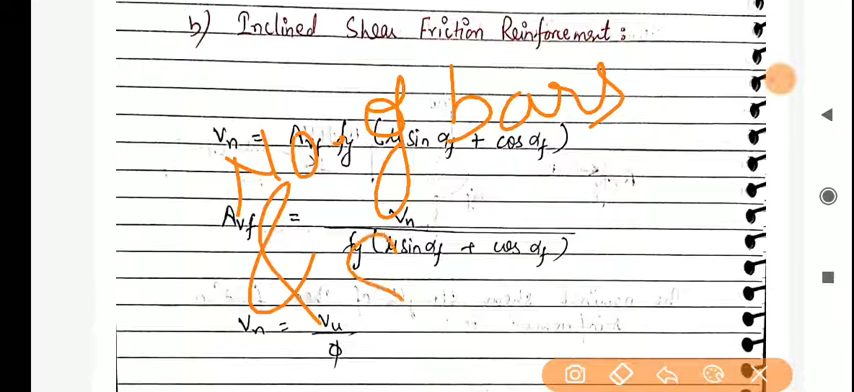 b) Inclined Shear Friction Reinforcement:
No of bars
Vn = Avf fy (μ sin αf + cos αf)
Avf = Vn / fy (μ sin αf + cos αf)
&
Vn = Vu / φ